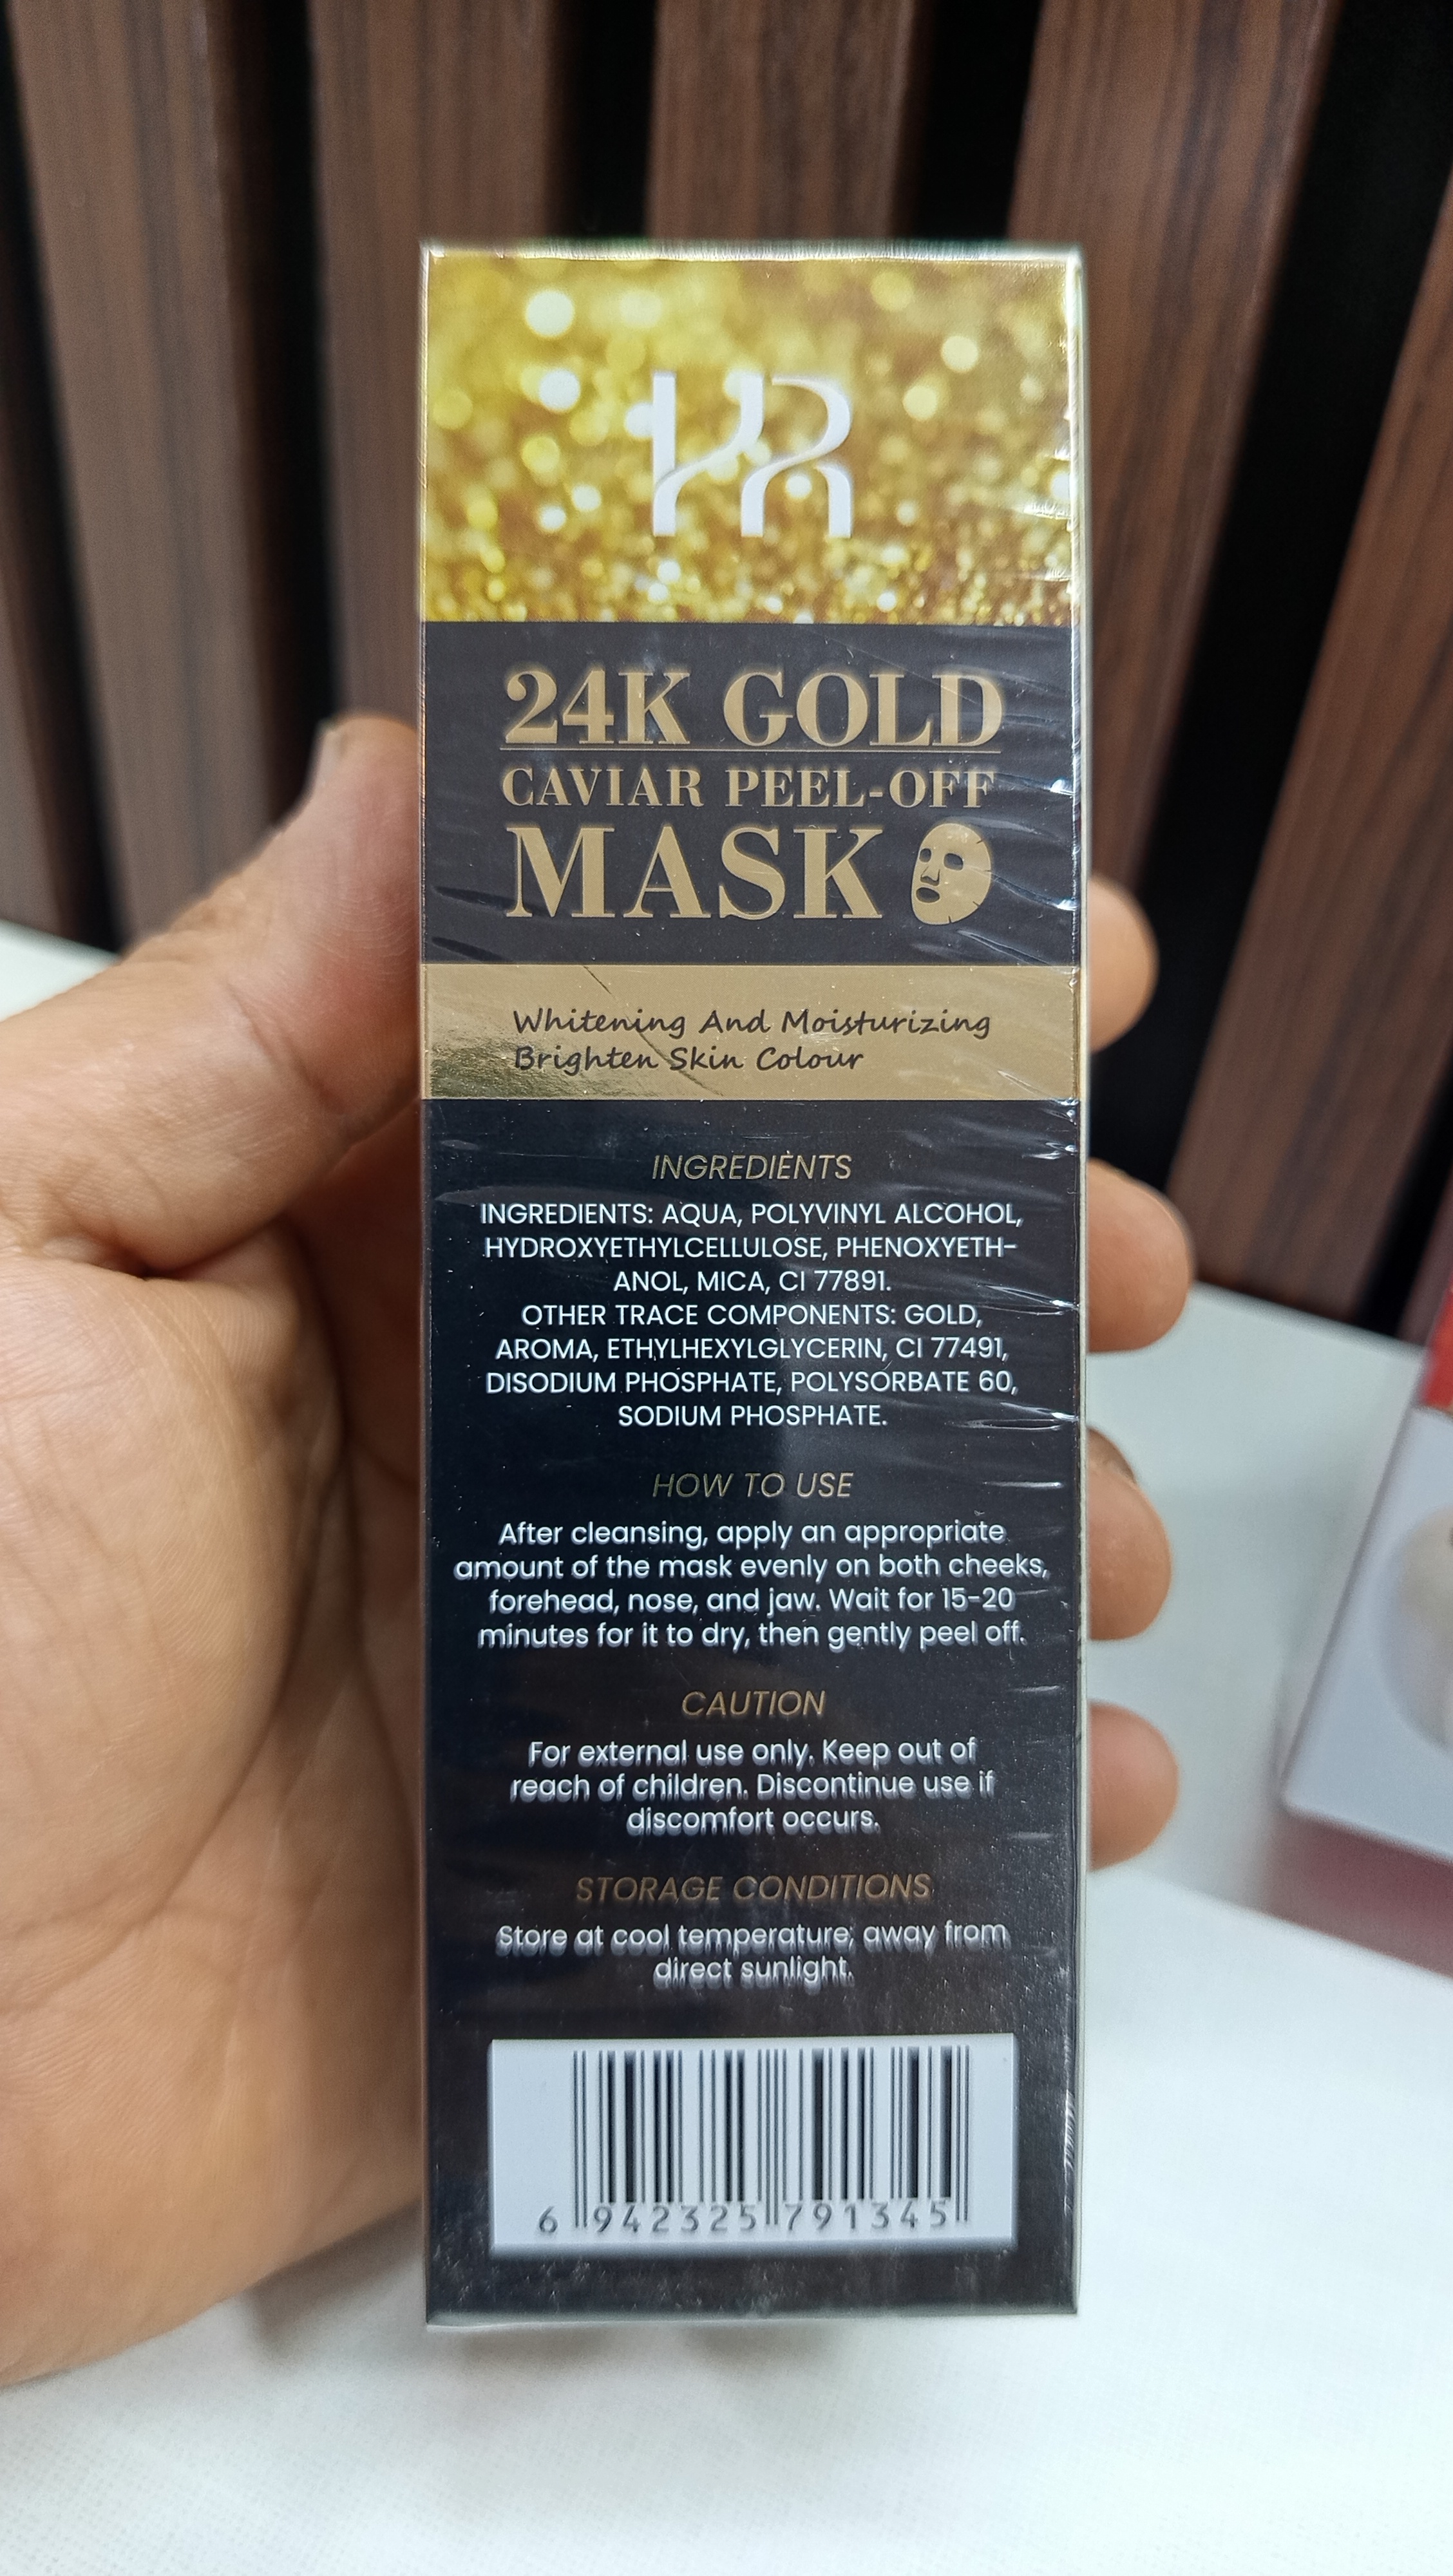 HR
24K GOLD
CAVIAR PEEL-OFF
MASK
Whitening And Moisturizing
Brighten Skin Colour
INGREDIENTS
INGREDIENTS: AQUA, POLYVINYL ALCOHOL,
HYDROXYETHYLCELLULOSE, PHENOXYETH-
ANOL, MICA, CI 77891.
OTHER TRACE COMPONENTS: GOLD,
AROMA, ETHYLHEXYLGLYCERIN, CI 77491,
DISODIUM PHOSPHATE, POLYSORBATE 60,
SODIUM PHOSPHATE.
HOW TO USE
After cleansing, apply an appropriate
amount of the mask evenly on both cheeks,
forehead, nose, and jaw. Wait for 15-20
minutes for it to dry, then gently peel off.
CAUTION
For external use only. Keep out of
reach of children. Discontinue use if
discomfort occurs.
STORAGE CONDITIONS
Store at cool temperature; away from
direct sunlight.
6 942325 791345